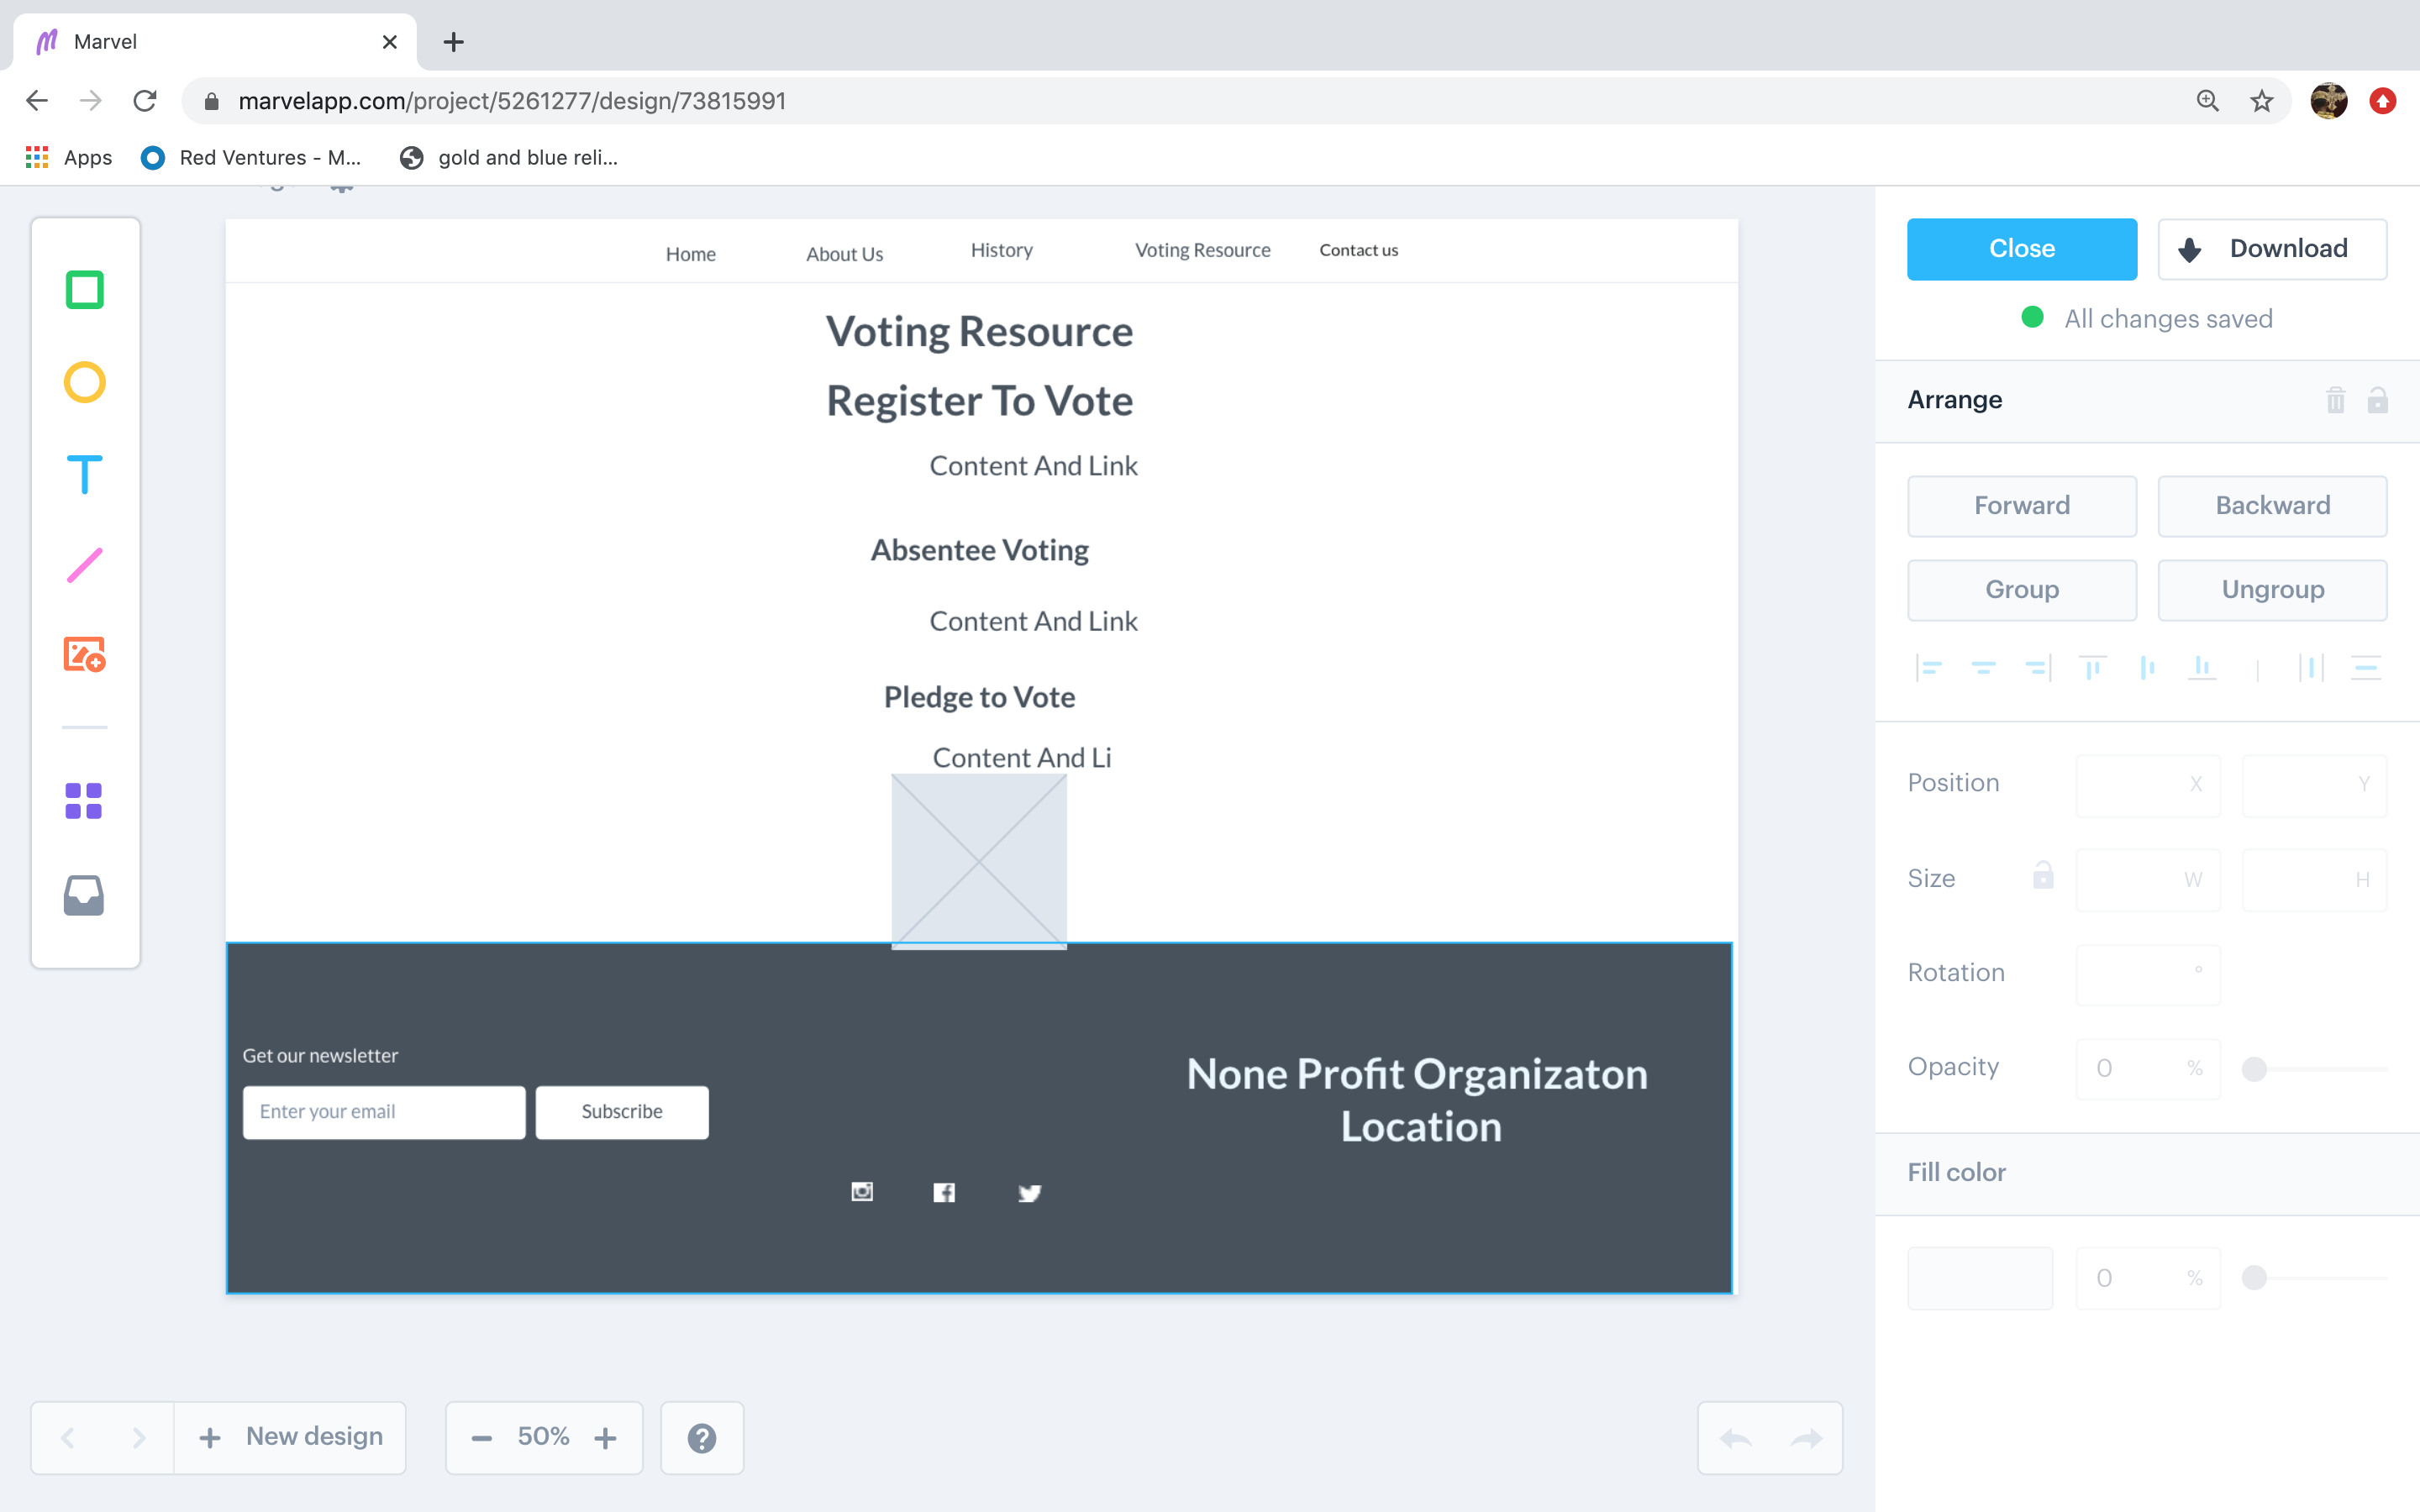 Marvel
marvelapp.com/project/5261277/design/73815991
Apps
Red Ventures - M...
gold and blue reli...
Home
About Us
History
Voting Resource
Contact us
Close
Download
All changes saved
Voting Resource
Register To Vote
Content And Link
Absentee Voting
Content And Link
Pledge to Vote
Content And Li
Arrange
Forward
Backward
Group
Ungroup
Position
X
Y
Size
W
H
Rotation
°
Opacity
0 %
Fill color
0 %
Get our newsletter
Enter your email
Subscribe
None Profit Organizaton
Location
New design
50%